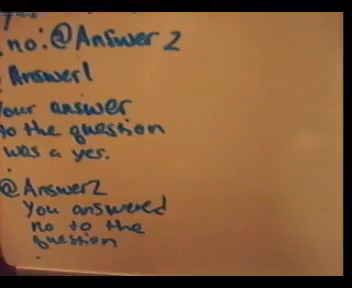 no: @Answer 2
Answer1
Your answer
to the question
was a yes.
@Answer2
You answered
no to the
question